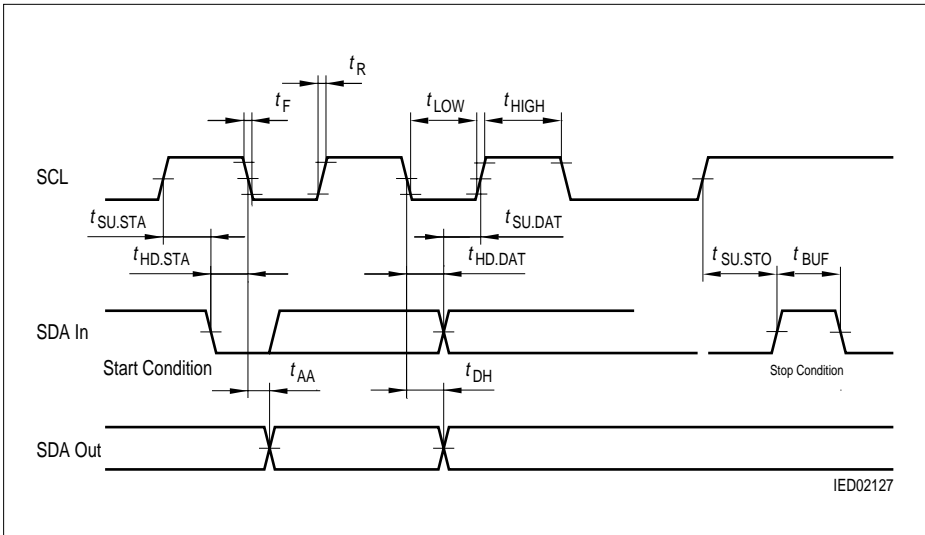 tR
tF
tLOW
tHIGH
SCL
tSU.STA
tSU.DAT
tHD.STA
tHD.DAT
tSU.STO
tBUF
SDA In
Start Condition
Stop Condition
tAA
tDH
SDA Out
IED02127